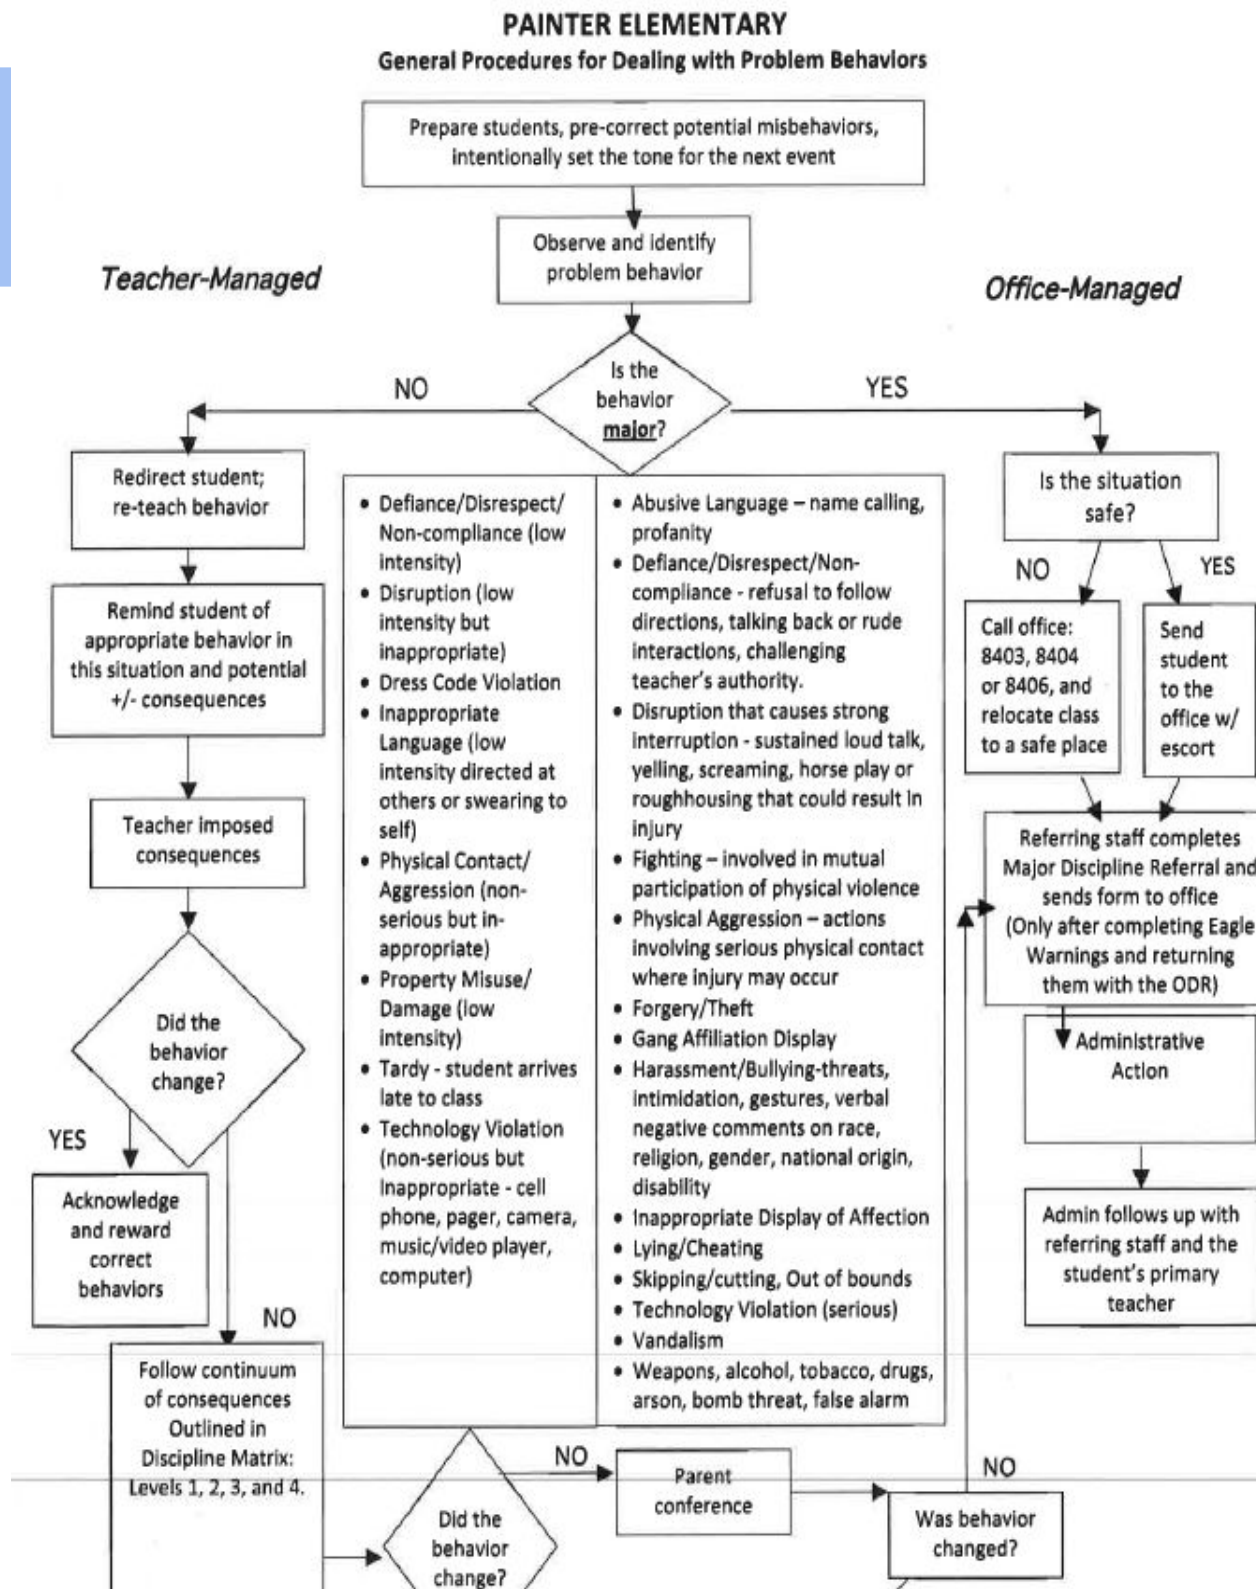 PAINTER ELEMENTARY
General Procedures for Dealing with Problem Behaviors
Prepare students, pre-correct potential misbehaviors,
intentionally set the tone for the next event
Observe and identify
problem behavior
Teacher-Managed
Office-Managed
Is the
behavior
major?
NO
YES
Redirect student;
re-teach behavior
Remind student of
appropriate behavior in
this situation and potential
+/- consequences
Teacher imposed
consequences
Did the
behavior
change?
YES
Acknowledge
and reward
correct
behaviors
NO
Follow continuum
of consequences
Outlined in
Discipline Matrix:
Levels 1, 2, 3, and 4.
• Defiance/Disrespect/
Non-compliance (low
intensity)
• Disruption (low
intensity but
inappropriate)
• Dress Code Violation
• Inappropriate
Language (low
intensity directed at
others or swearing to
self)
• Physical Contact/
Aggression (non-
serious but in-
appropriate)
• Property Misuse/
Damage (low
intensity)
• Tardy - student arrives
late to class
• Technology Violation
(non-serious but
Inappropriate - cell
phone, pager, camera,
music/video player,
computer)
• Abusive Language – name calling,
profanity
• Defiance/Disrespect/Non-
compliance - refusal to follow
directions, talking back or rude
interactions, challenging
teacher's authority.
• Disruption that causes strong
interruption - sustained loud talk,
yelling, screaming, horse play or
roughhousing that could result in
injury
• Fighting – involved in mutual
participation of physical violence
• Physical Aggression – actions
involving serious physical contact
where injury may occur
• Forgery/Theft
• Gang Affiliation Display
• Harassment/Bullying-threats,
intimidation, gestures, verbal
negative comments on race,
religion, gender, national origin,
disability
• Inappropriate Display of Affection
• Lying/Cheating
• Skipping/cutting, Out of bounds
• Technology Violation (serious)
• Vandalism
• Weapons, alcohol, tobacco, drugs,
arson, bomb threat, false alarm
Is the situation
safe?
NO
YES
Call office:
8403, 8404
or 8406, and
relocate class
to a safe place
Send
student
to the
office w/
escort
Referring staff completes
Major Discipline Referral and
sends form to office
(Only after completing Eagle
Warnings and returning
them with the ODR)
Administrative
Action
Admin follows up with
referring staff and the
student's primary
teacher
Did the
behavior
change?
NO
Parent
conference
NO
Was behavior
changed?